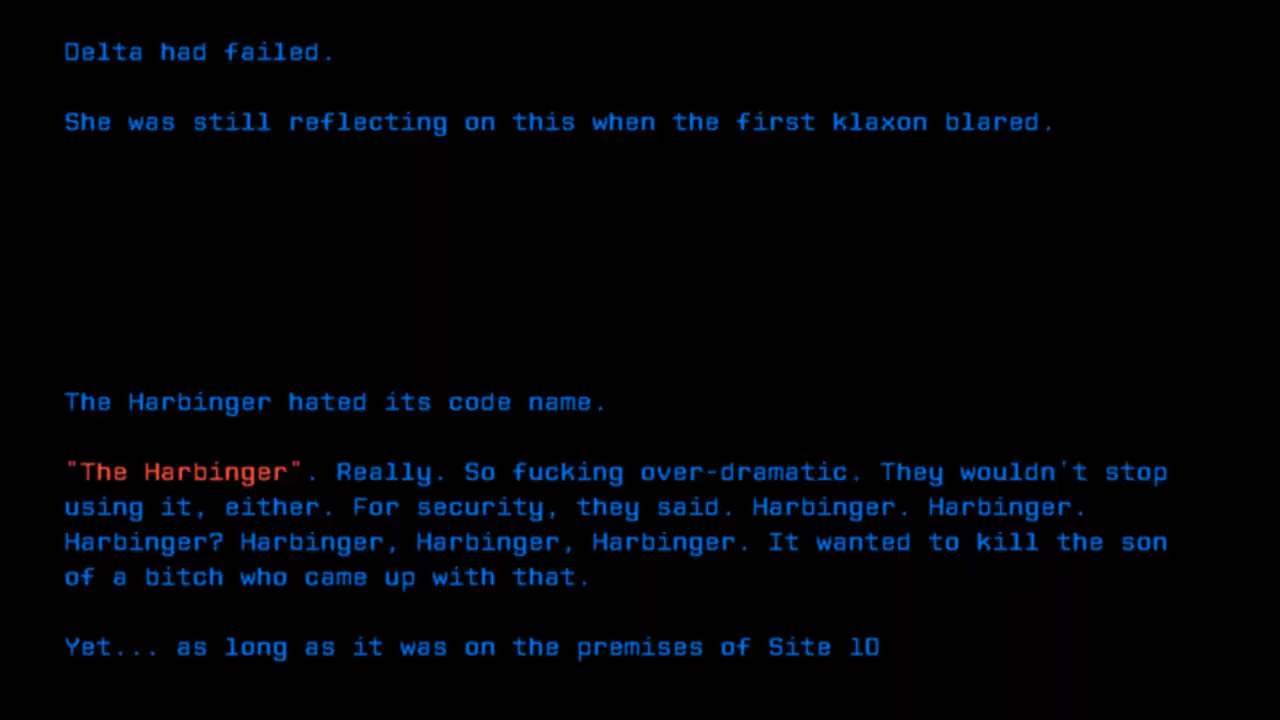 Delta had failed.
She was still reflecting on this when the first klaxon blared.
The Harbinger hated its code name.
"The Harbinger". Really. So fucking over-dramatic. They wouldn't stop
using it, either. For security, they said. Harbinger. Harbinger.
Harbinger? Harbinger, Harbinger, Harbinger. It wanted to kill the son
of a bitch who came up with that.
Yet... as long as it was on the premises of Site 10